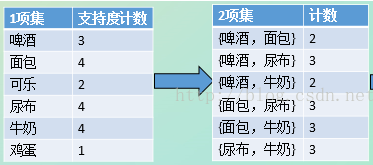 1项集 支持度计数
啤酒 3
面包 4
可乐 2
尿布 4
牛奶 4
鸡蛋 1
2项集 计数
{啤酒，面包} 2
{啤酒，尿布} 3
{啤酒，牛奶} 2
{面包，尿布} 3
{面包，牛奶} 3
{尿布，牛奶} 3